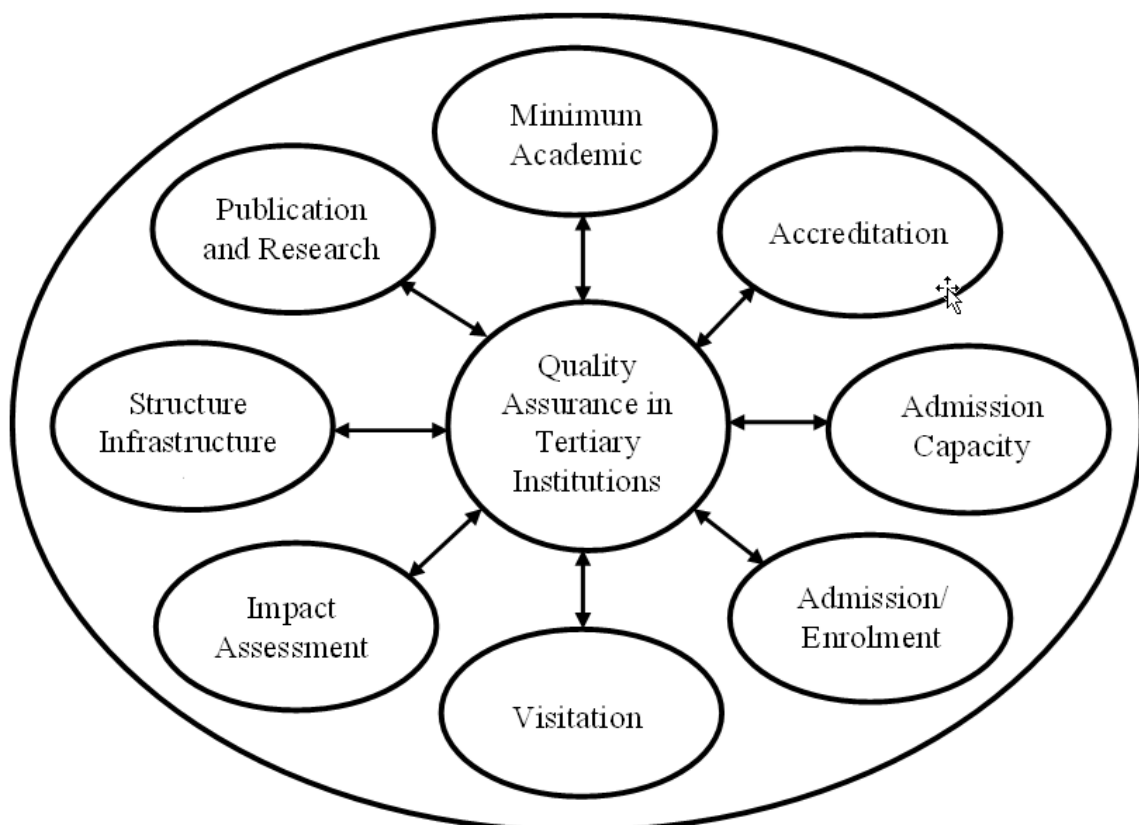 Minimum
Academic
Publication
and Research
Accreditation
Quality
Assurance in
Tertiary
Institutions
Structure
Infrastructure
Admission
Capacity
Impact
Assessment
Admission/
Enrolment
Visitation